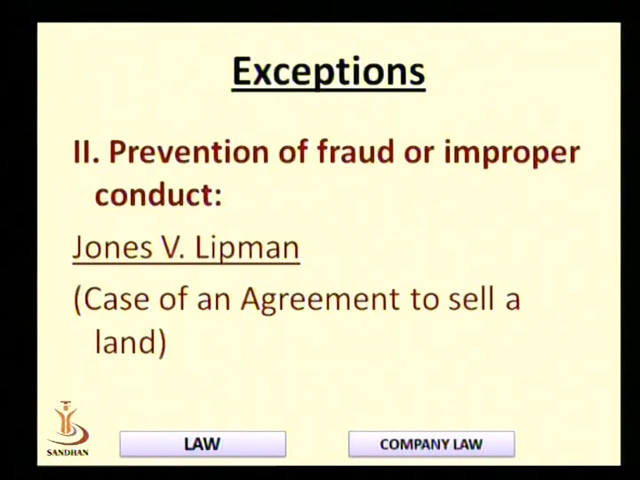 Exceptions
II. Prevention of fraud or improper
conduct:
Jones V. Lipman
(Case of an Agreement to sell a
land)
SANDHAN
LAW
COMPANY LAW